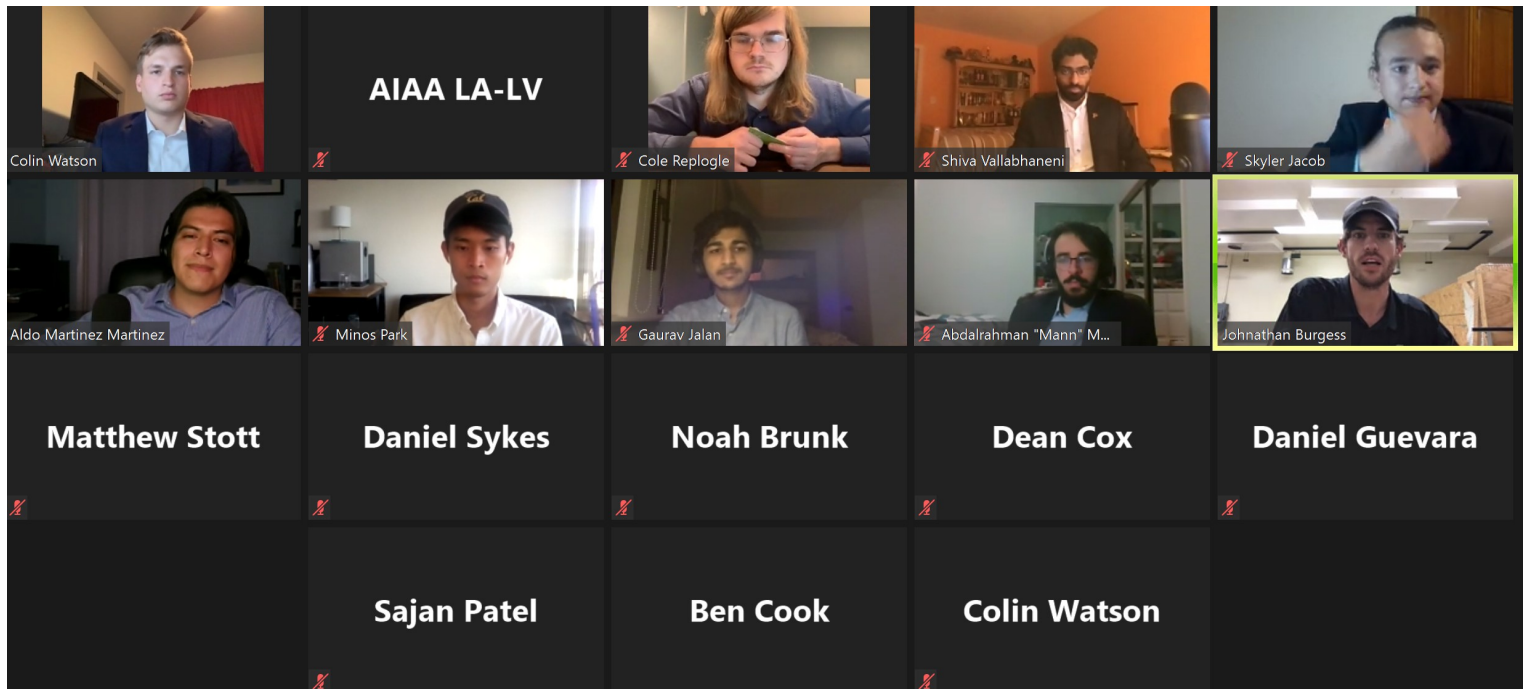 Colin Watson
AIAA LA-LV
Cole Replogle
Shiva Vallabhaneni
Skyler Jacob
Aldo Martinez Martinez
Minos Park
Gaurav Jalan
Abdalrahman "Mann" M...
Johnathan Burgess
Matthew Stott
Daniel Sykes
Noah Brunk
Dean Cox
Daniel Guevara
Sajan Patel
Ben Cook
Colin Watson